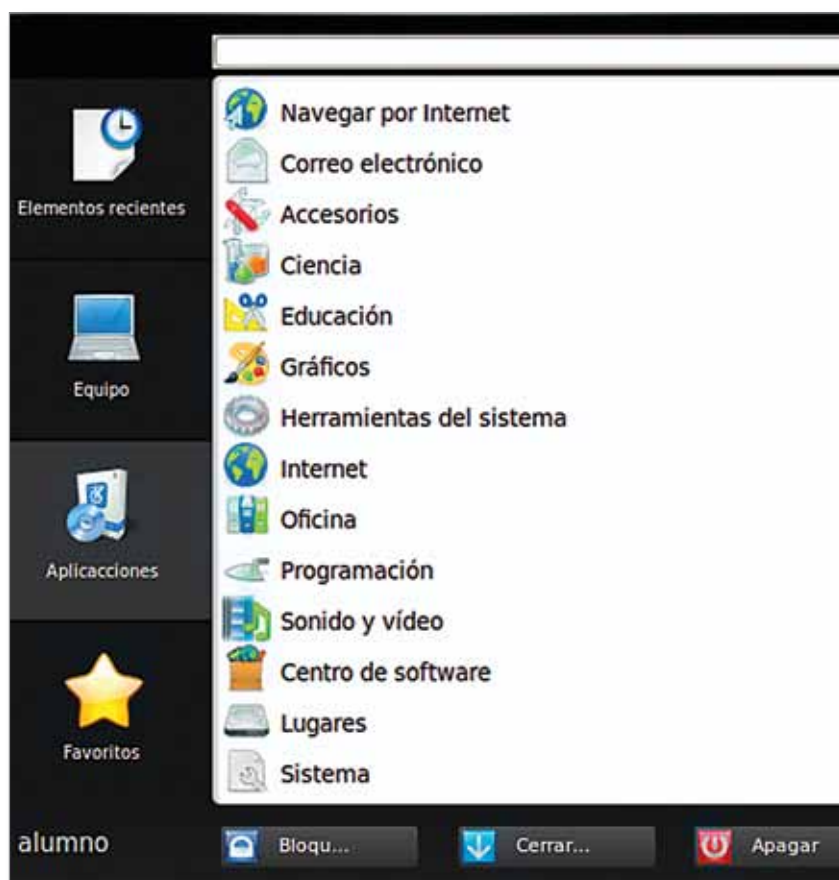 Elementos recientes
Equipo
Aplicacciones
Favoritos
Navegar por Internet
Correo electrónico
Accesorios
Ciencia
Educación
Gráficos
Herramientas del sistema
Internet
Oficina
Programación
Sonido y vídeo
Centro de software
Lugares
Sistema
alumno
Bloqu...
Cerrar...
Apagar